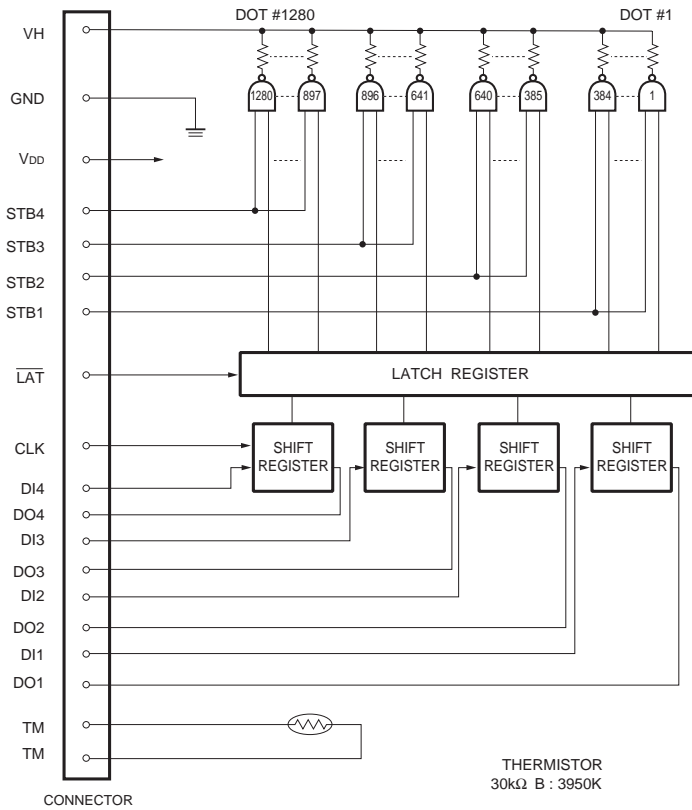 DOT #1280 DOT #1
VH
1280 897 896 641 640 385 384 1
GND
VDD
STB4
STB3
STB2
STB1
LAT
LATCH REGISTER
CLK
SHIFT REGISTER
SHIFT REGISTER
SHIFT REGISTER
SHIFT REGISTER
DI4
DO4
DI3
DO3
DI2
DO2
DI1
DO1
TM
TM
THERMISTOR
30kΩ B : 3950K
CONNECTOR